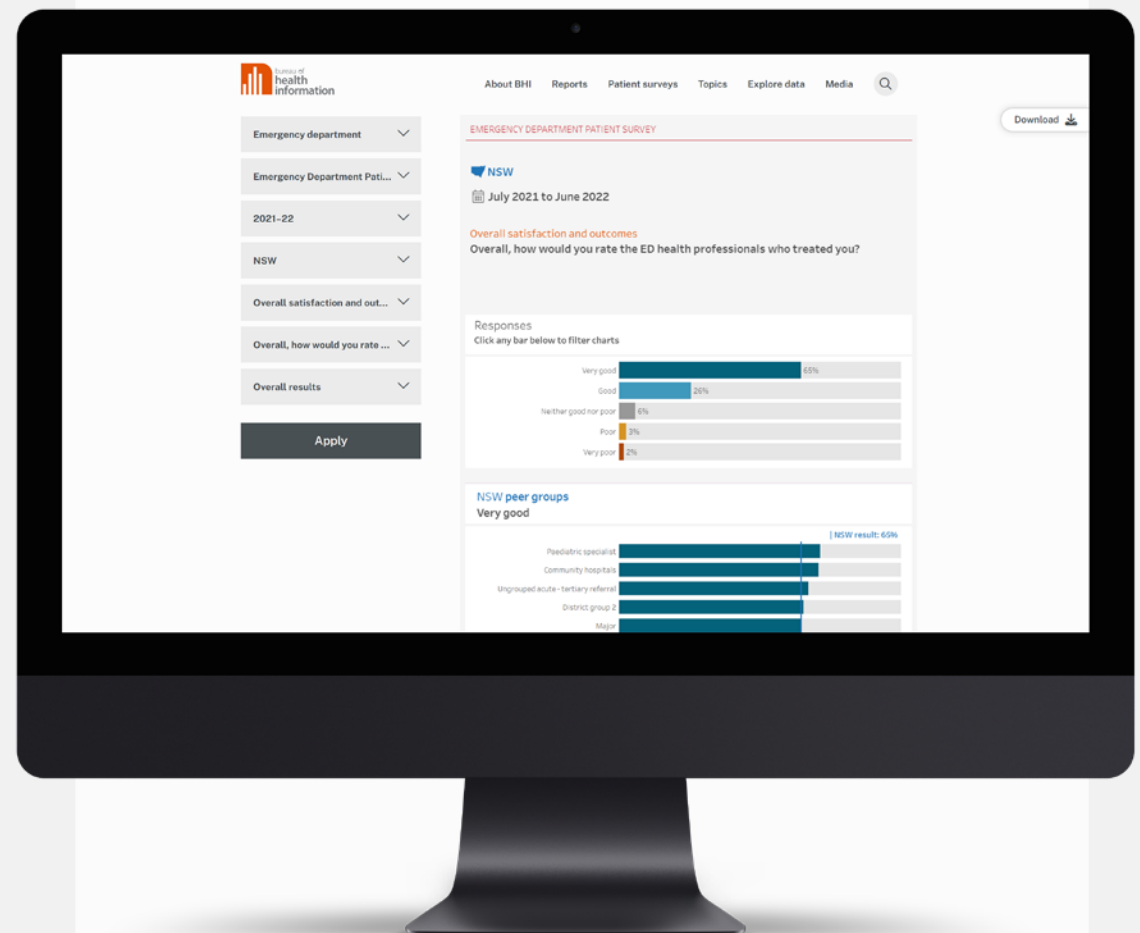 bureau of
health
information
About BHI Reports Patient surveys Topics Explore data Media
Download
Emergency department
Emergency Department Pati...
2021–22
NSW
Overall satisfaction and out...
Overall, how would you rate ...
Overall results
Apply
EMERGENCY DEPARTMENT PATIENT SURVEY
NSW
July 2021 to June 2022
Overall satisfaction and outcomes
Overall, how would you rate the ED health professionals who treated you?
Responses
Click any bar below to filter charts
Very good 65%
Good 26%
Neither good nor poor 6%
Poor 3%
Very poor 2%
NSW peer groups
Very good
| NSW result: 65%
Paediatric specialist
Community hospitals
Ungrouped acute - tertiary referral
District group 2
Major